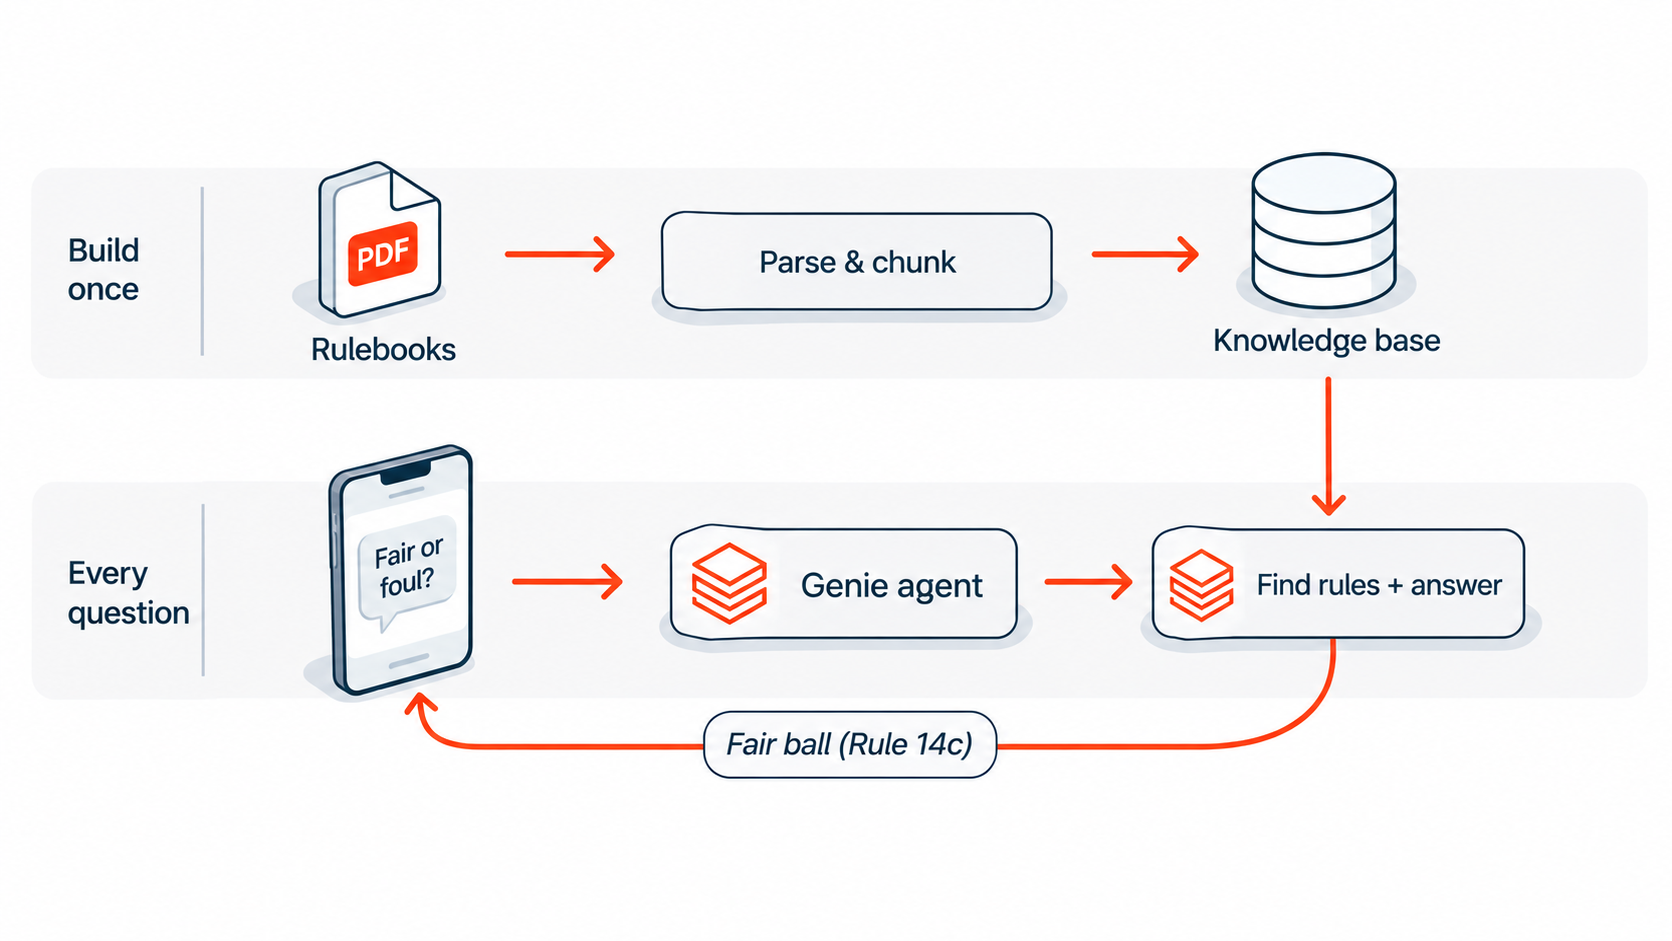 Build
once
PDF
Rulebooks
Parse & chunk
Knowledge base
Every
question
Fair or
foul?
Genie agent
Find rules + answer
Fair ball (Rule 14c)